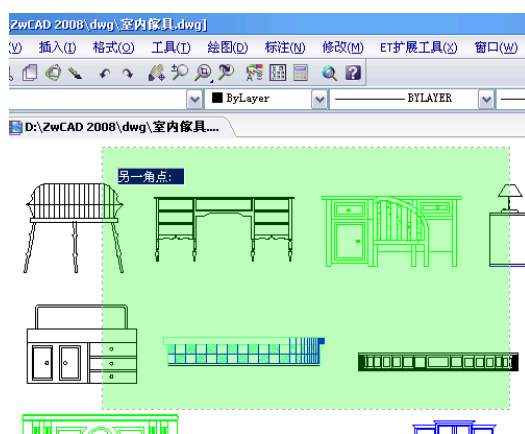 ZwCAD 2008\dwg\室内傢具.dwg]
(V) 插入(I) 格式(O) 工具(T) 绘图(D) 标注(N) 修改(M) ET扩展工具(X) 窗口(W)
ByLayer BYLAYER
D:\ZwCAD 2008\dwg\室内傢具....
另一角点: